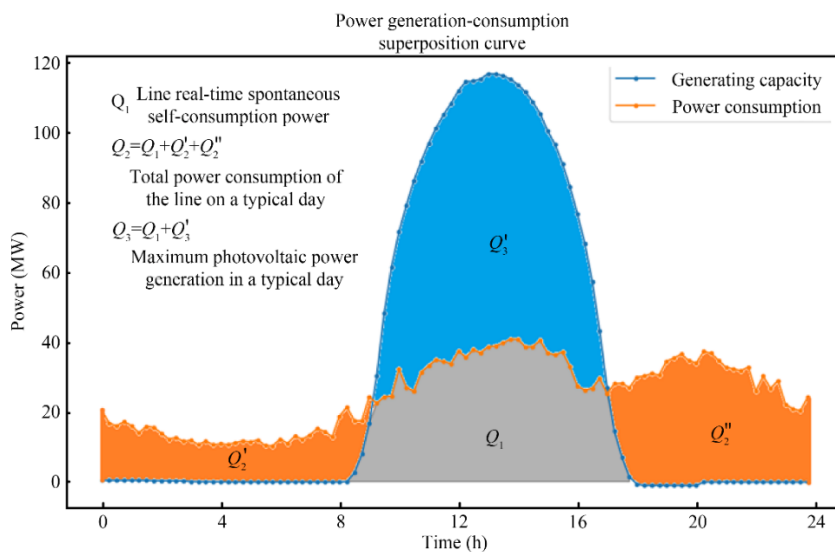 Power generation-consumption
superposition curve
Generating capacity
Power consumption
Q₁ Line real-time spontaneous
self-consumption power
Q₂=Q₁+Q₂'+Q₂''
Total power consumption of
the line on a typical day
Q₃=Q₁+Q₃'
Maximum photovoltaic power
generation in a typical day
Q₃'
Q₁
Q₂'
Q₂''
Power (MW)
120
100
80
60
40
20
0
0 4 8 12 16 20 24
Time (h)